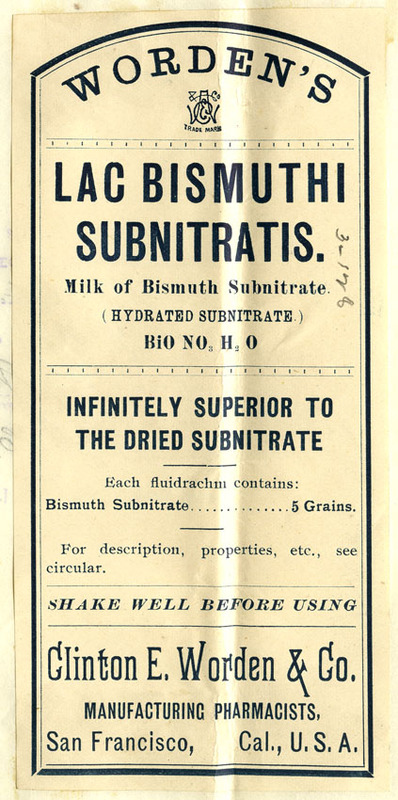 WORDEN'S
& Co
TRADE MARK
LAC BISMUTHI
SUBNITRATIS.
Milk of Bismuth Subnitrate.
(HYDRATED SUBNITRATE.)
BiO NO₃ H₂ O
INFINITELY SUPERIOR TO
THE DRIED SUBNITRATE
Each fluidrachm contains:
Bismuth Subnitrate..............5 Grains.
For description, properties, etc., see
circular.
SHAKE WELL BEFORE USING
Clinton E. Worden & Co.
MANUFACTURING PHARMACISTS,
San Francisco, Cal., U. S. A.